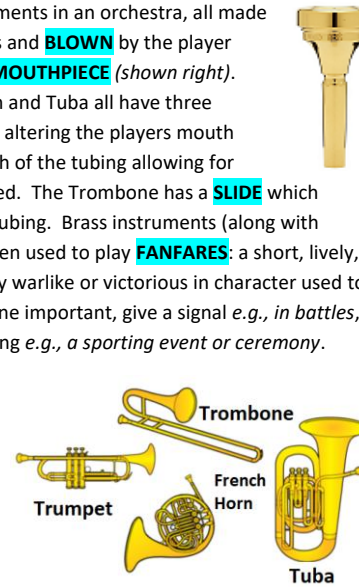 ments in an orchestra, all made
s and BLOWN by the player
MOUTHPIECE (shown right).
n and Tuba all have three
altering the players mouth
h of the tubing allowing for
ed. The Trombone has a SLIDE which
tubing. Brass instruments (along with
en used to play FANFARES: a short, lively,
y warlike or victorious in character used to
ne important, give a signal e.g., in battles,
ng e.g., a sporting event or ceremony.
Trombone
French
Horn
Trumpet
Tuba